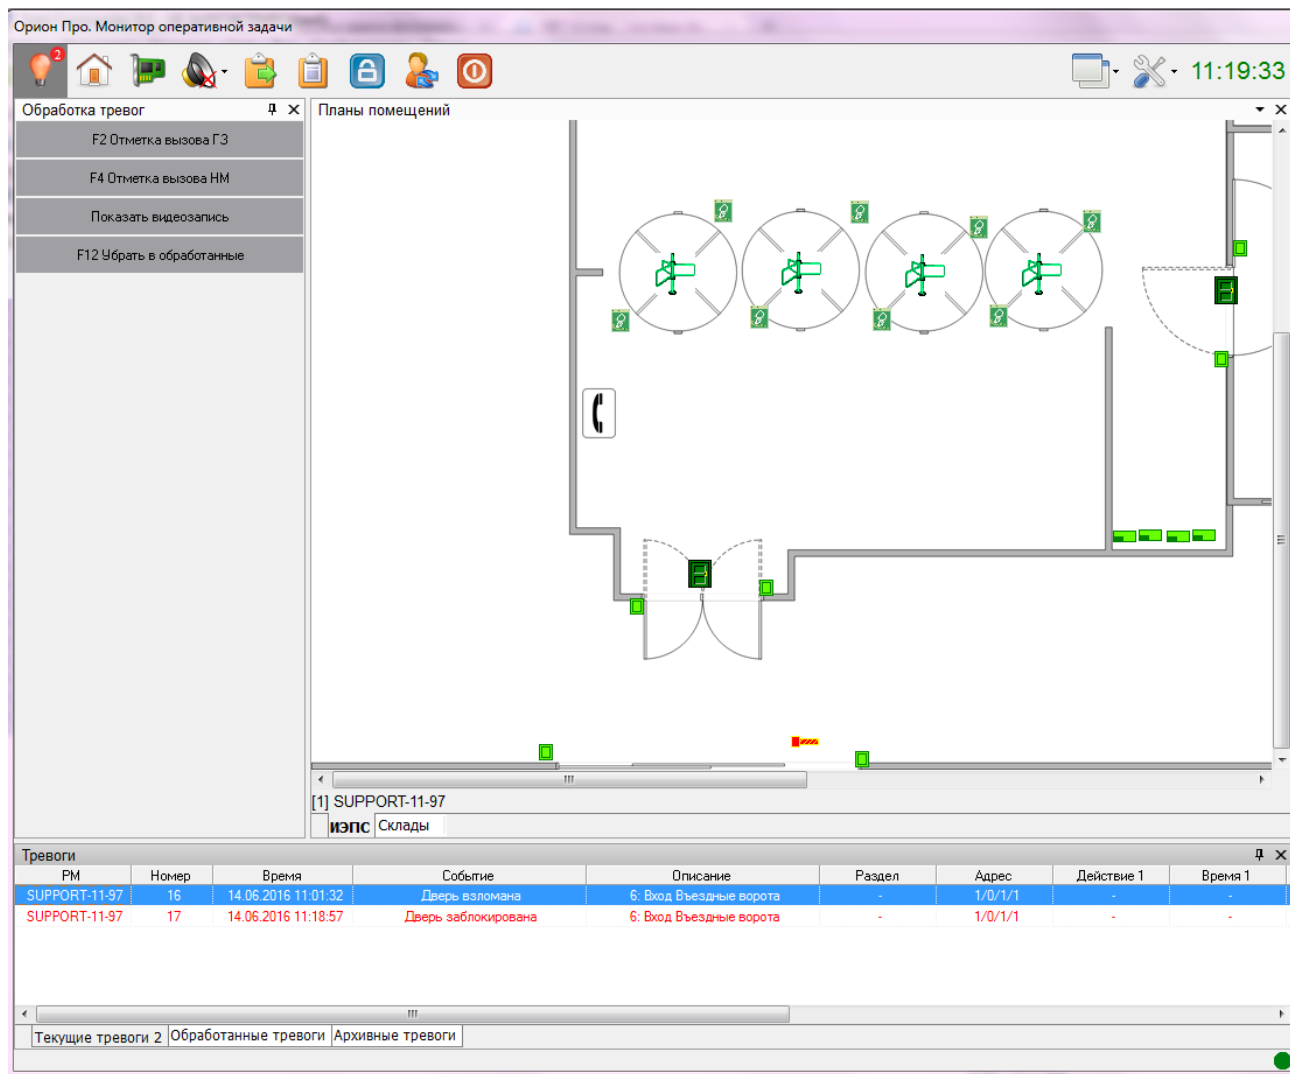 Орион Про. Монитор оперативной задачи
2
11:19:33
Обработка тревог
Планы помещений
F2 Отметка вызова ГЗ
F4 Отметка вызова НМ
Показать видеозапись
F12 Убрать в обработанные
[1] SUPPORT-11-97
ИЭПС Склады
Тревоги
РМ Номер Время Событие Описание Раздел Адрес Действие 1 Время 1
SUPPORT-11-97 16 14.06.2016 11:01:32 Дверь взломана 6: Вход Въездные ворота - 1/0/1/1 - -
SUPPORT-11-97 17 14.06.2016 11:18:57 Дверь заблокирована 6: Вход Въездные ворота - 1/0/1/1 - -
Текущие тревоги 2 Обработанные тревоги Архивные тревоги